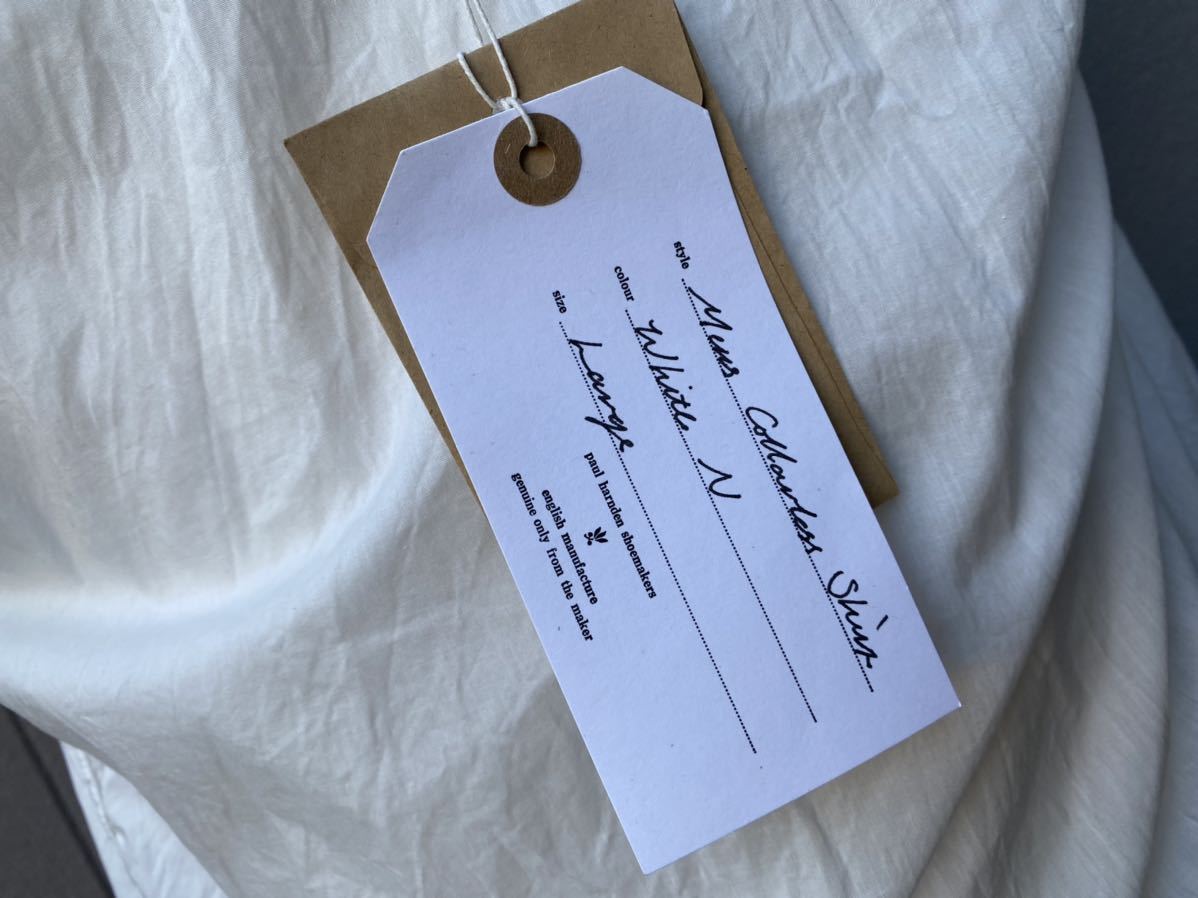 style Mens Collarless Shirt
colour White N
size Large
paul harnden shoemakers
english manufacture
genuine only from the maker